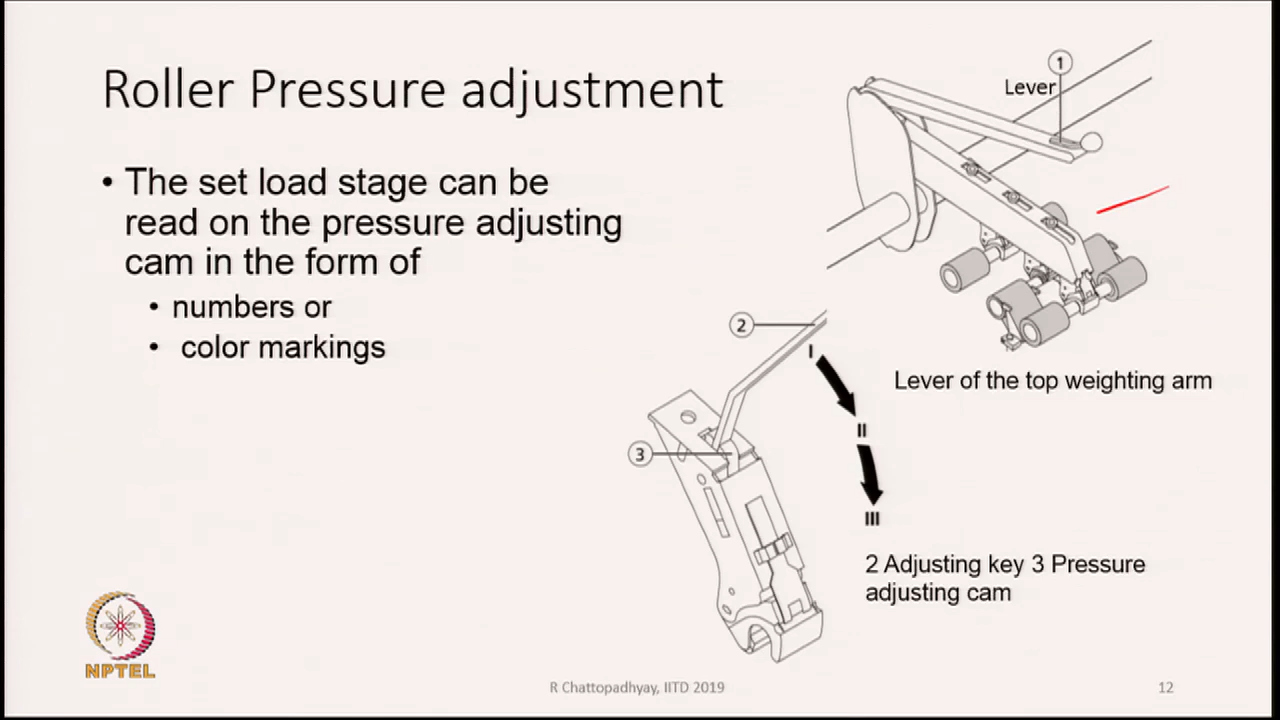 Roller Pressure adjustment
• The set load stage can be
read on the pressure adjusting
cam in the form of
• numbers or
• color markings
1
Lever
Lever of the top weighting arm
2
I
II
3
III
2 Adjusting key 3 Pressure
adjusting cam
NPTEL
R Chattopadhyay, IITD 2019
12